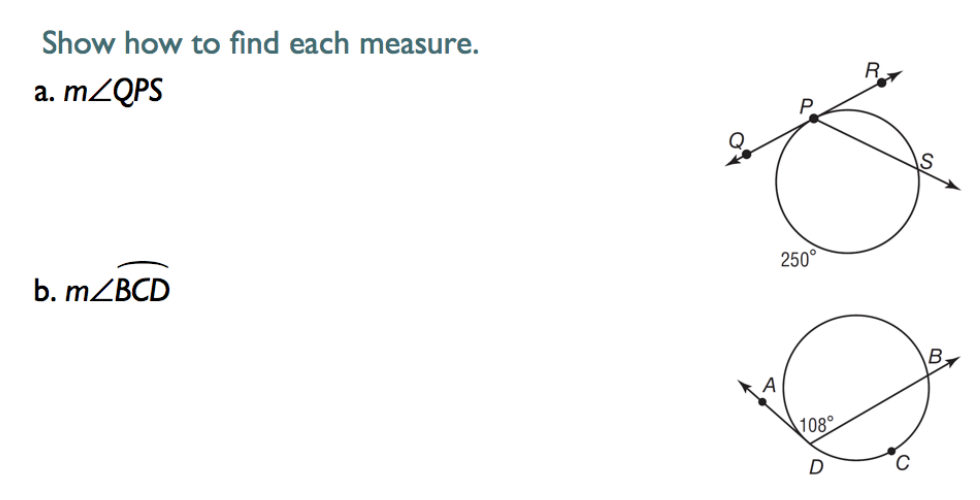 Show how to find each measure.
a. m∠QPS
R
P
Q
S
250°
b. m∠BCD
B
A
108°
D
C